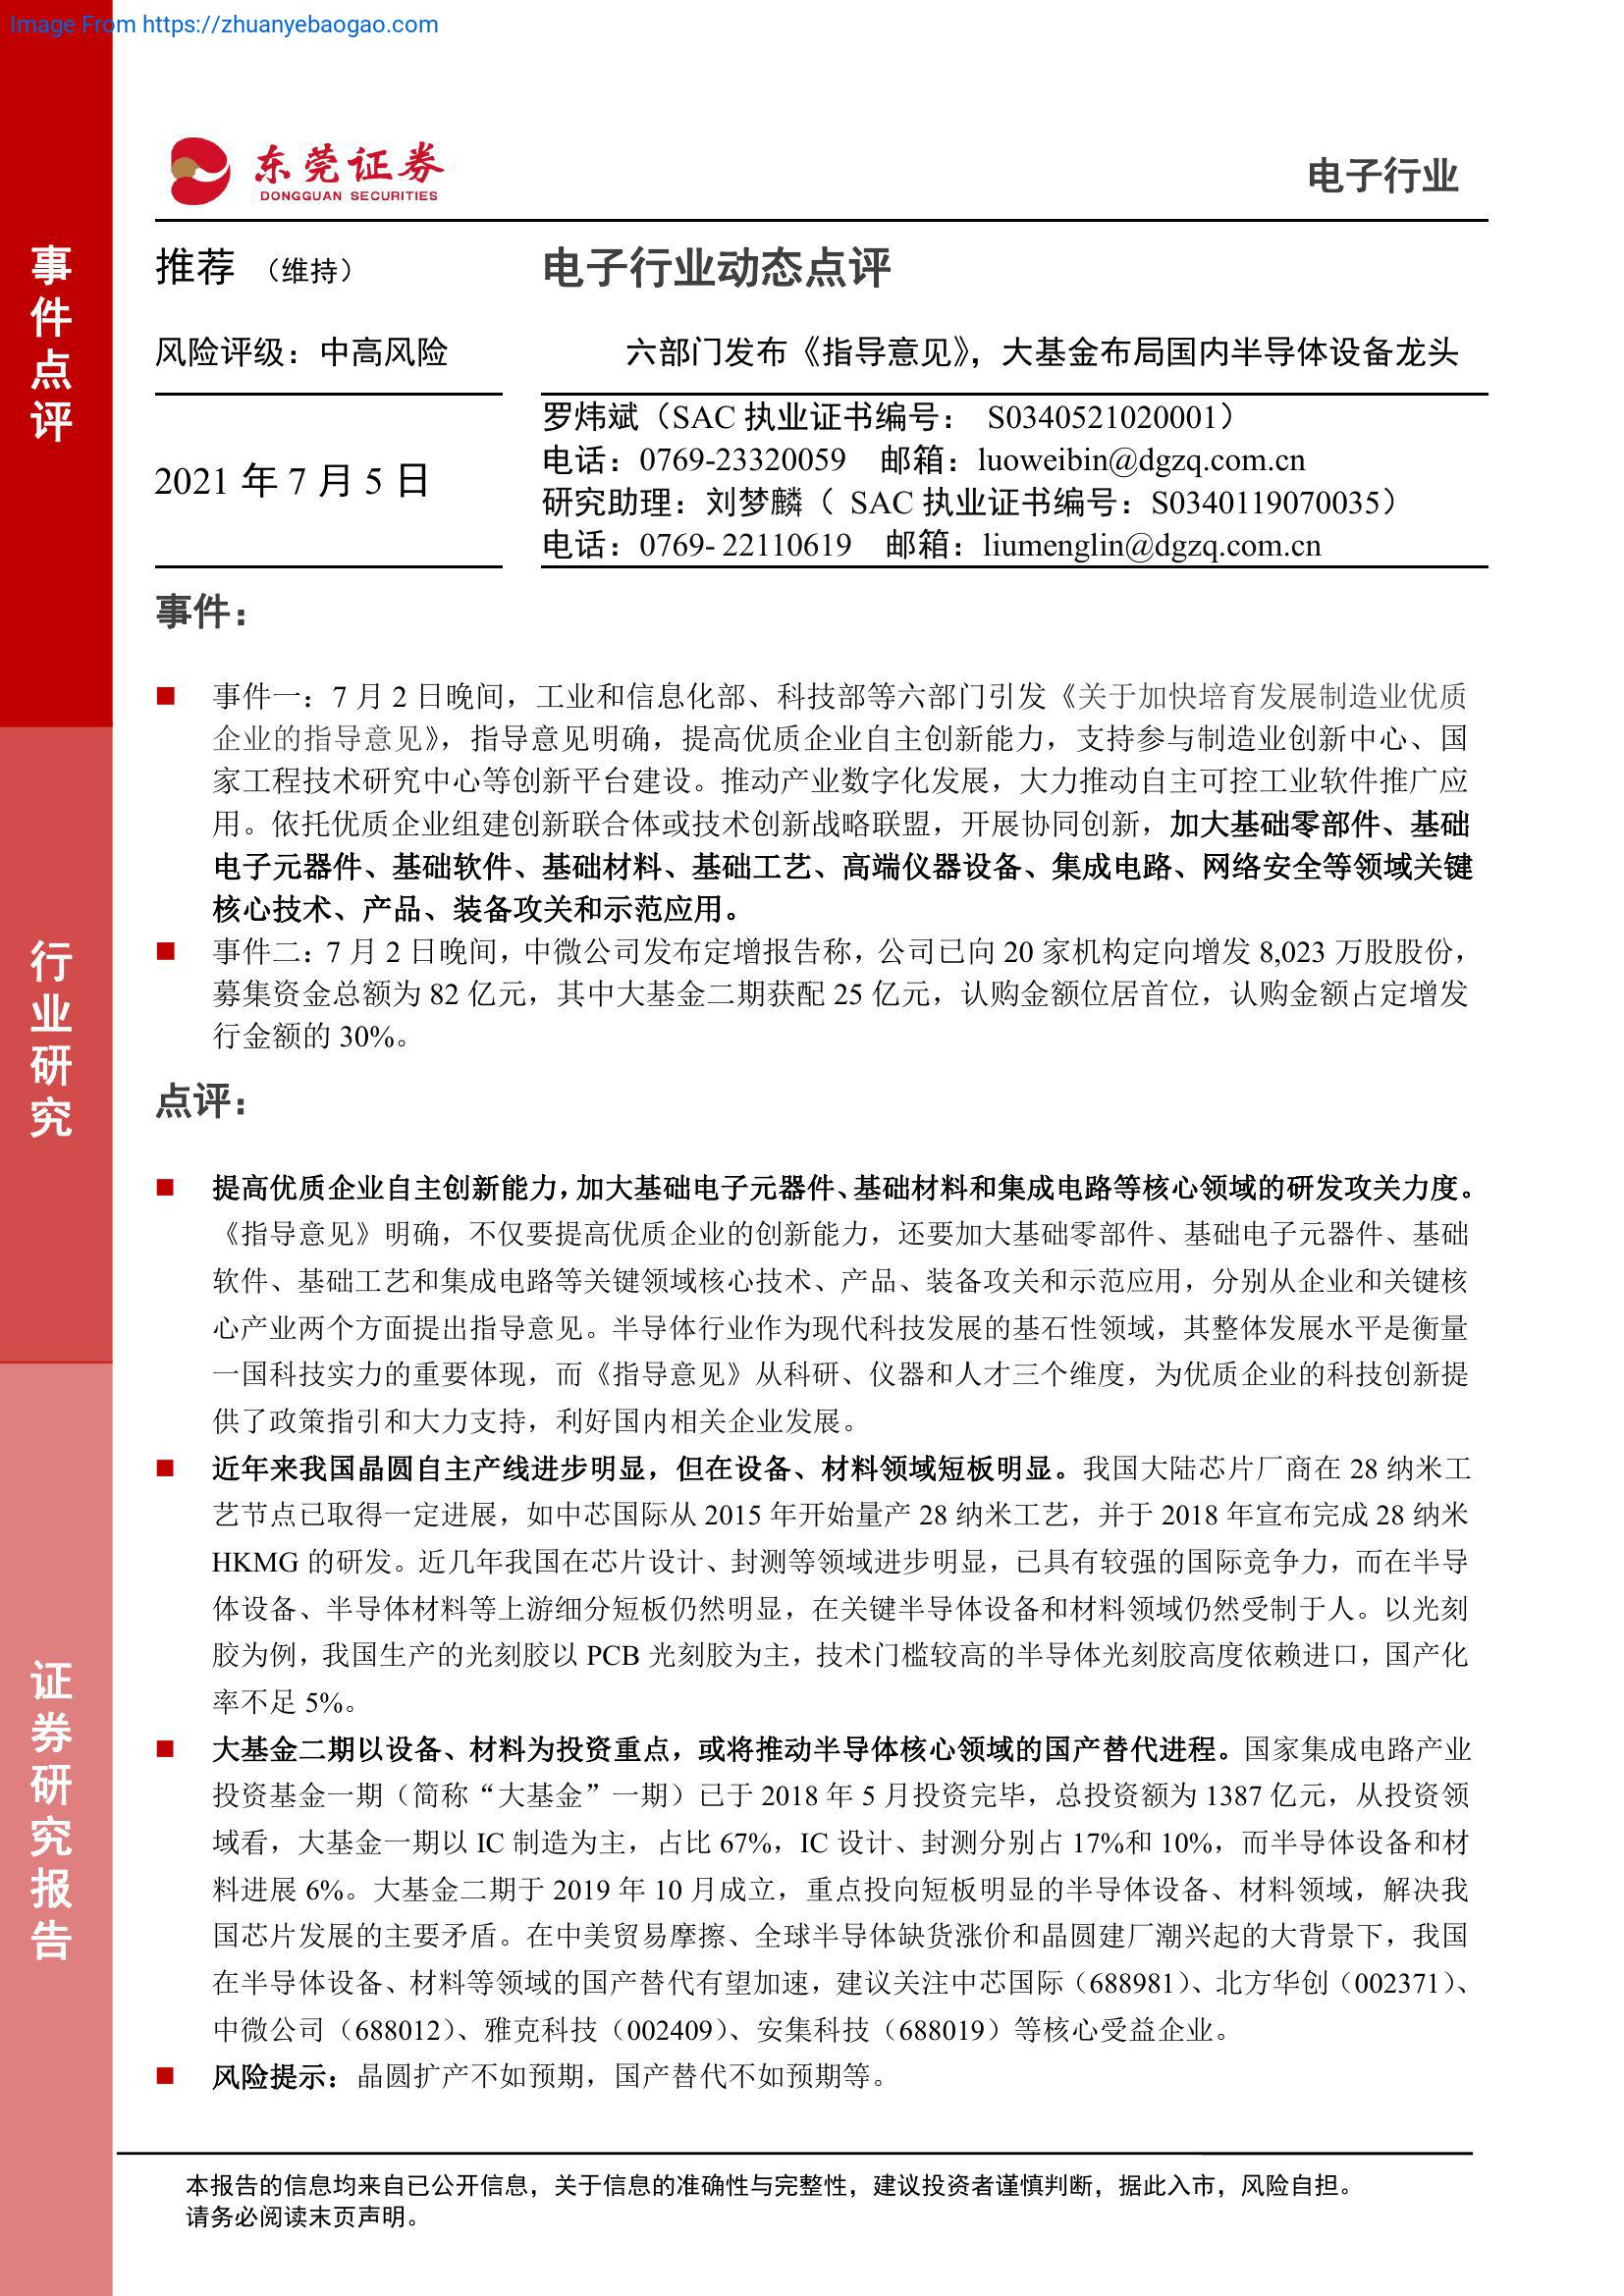 Image From https://zhuanyebaogao.com
东莞证券
DONGGUAN SECURITIES
电子行业
事件点评
行业研究
证券研究报告
推荐 （维持）
电子行业动态点评
风险评级：中高风险
六部门发布《指导意见》，大基金布局国内半导体设备龙头
2021 年 7 月 5 日
罗炜斌（SAC 执业证书编号： S0340521020001）
电话：0769-23320059 邮箱：luoweibin@dgzq.com.cn
研究助理：刘梦麟（ SAC 执业证书编号：S0340119070035）
电话：0769- 22110619 邮箱：liumenglin@dgzq.com.cn
事件：
■ 事件一：7 月 2 日晚间，工业和信息化部、科技部等六部门引发《关于加快培育发展制造业优质
企业的指导意见》，指导意见明确，提高优质企业自主创新能力，支持参与制造业创新中心、国
家工程技术研究中心等创新平台建设。推动产业数字化发展，大力推动自主可控工业软件推广应
用。依托优质企业组建创新联合体或技术创新战略联盟，开展协同创新，加大基础零部件、基础
电子元器件、基础软件、基础材料、基础工艺、高端仪器设备、集成电路、网络安全等领域关键
核心技术、产品、装备攻关和示范应用。
■ 事件二：7 月 2 日晚间，中微公司发布定增报告称，公司已向 20 家机构定向增发 8,023 万股股份，
募集资金总额为 82 亿元，其中大基金二期获配 25 亿元，认购金额位居首位，认购金额占定增发
行金额的 30%。
点评：
■ 提高优质企业自主创新能力，加大基础电子元器件、基础材料和集成电路等核心领域的研发攻关力度。
《指导意见》明确，不仅要提高优质企业的创新能力，还要加大基础零部件、基础电子元器件、基础
软件、基础工艺和集成电路等关键领域核心技术、产品、装备攻关和示范应用，分别从企业和关键核
心产业两个方面提出指导意见。半导体行业作为现代科技发展的基石性领域，其整体发展水平是衡量
一国科技实力的重要体现，而《指导意见》从科研、仪器和人才三个维度，为优质企业的科技创新提
供了政策指引和大力支持，利好国内相关企业发展。
■ 近年来我国晶圆自主产线进步明显，但在设备、材料领域短板明显。我国大陆芯片厂商在 28 纳米工
艺节点已取得一定进展，如中芯国际从 2015 年开始量产 28 纳米工艺，并于 2018 年宣布完成 28 纳米
HKMG 的研发。近几年我国在芯片设计、封测等领域进步明显，已具有较强的国际竞争力，而在半导
体设备、半导体材料等上游细分短板仍然明显，在关键半导体设备和材料领域仍然受制于人。以光刻
胶为例，我国生产的光刻胶以 PCB 光刻胶为主，技术门槛较高的半导体光刻胶高度依赖进口，国产化
率不足 5%。
■ 大基金二期以设备、材料为投资重点，或将推动半导体核心领域的国产替代进程。国家集成电路产业
投资基金一期（简称“大基金”一期）已于 2018 年 5 月投资完毕，总投资额为 1387 亿元，从投资领
域看，大基金一期以 IC 制造为主，占比 67%，IC 设计、封测分别占 17%和 10%，而半导体设备和材
料进展 6%。大基金二期于 2019 年 10 月成立，重点投向短板明显的半导体设备、材料领域，解决我
国芯片发展的主要矛盾。在中美贸易摩擦、全球半导体缺货涨价和晶圆建厂潮兴起的大背景下，我国
在半导体设备、材料等领域的国产替代有望加速，建议关注中芯国际（688981）、北方华创（002371）、
中微公司（688012）、雅克科技（002409）、安集科技（688019）等核心受益企业。
■ 风险提示：晶圆扩产不如预期，国产替代不如预期等。
本报告的信息均来自已公开信息，关于信息的准确性与完整性，建议投资者谨慎判断，据此入市，风险自担。
请务必阅读末页声明。